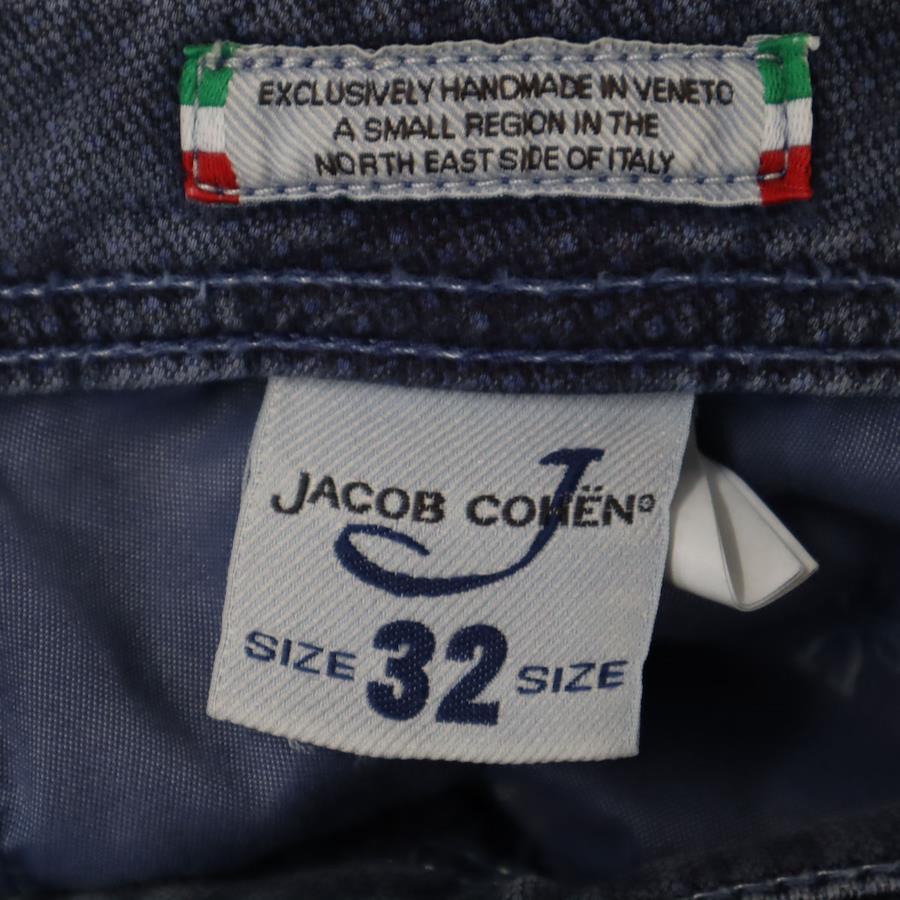 EXCLUSIVELY HANDMADE IN VENETO
A SMALL REGION IN THE
NORTH EAST SIDE OF ITALY
JACOB COHËN®
J
SIZE 32 SIZE